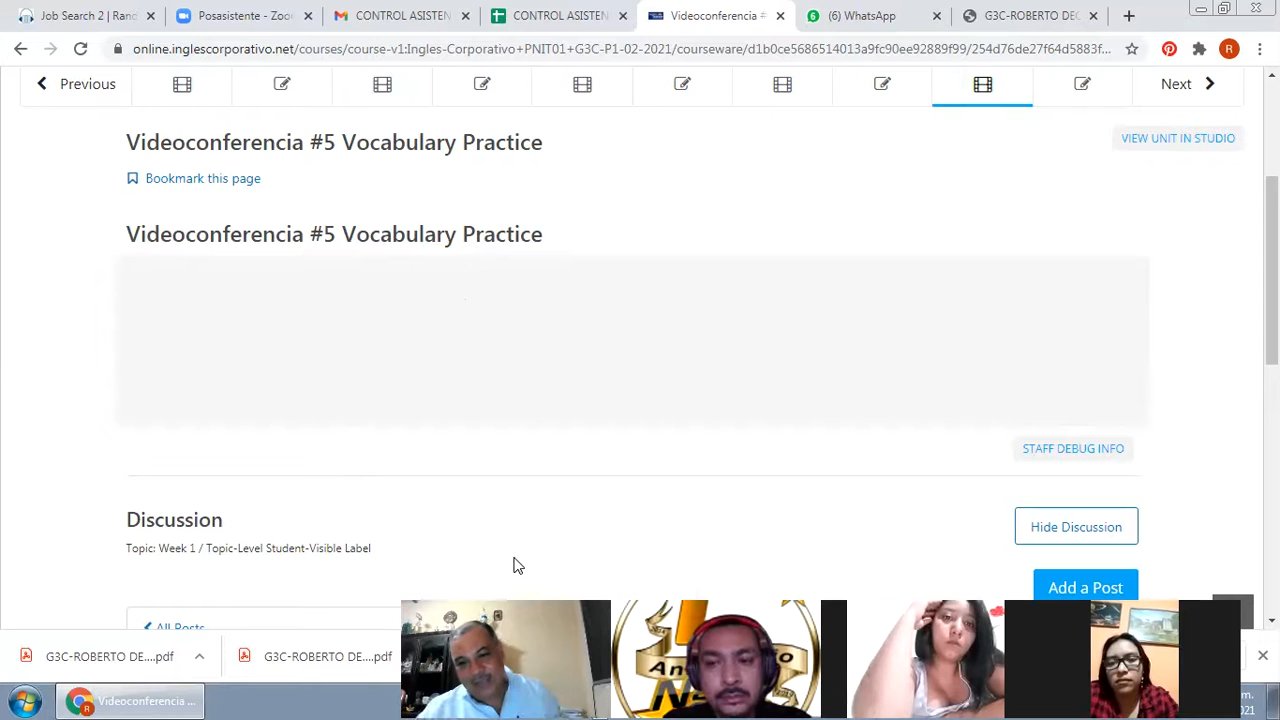 Job Search 2 | Ranc
Posasistente - Zoo
CONTROL ASISTEN
CONTROL ASISTEN
Videoconferencia #
(6) WhatsApp
G3C-ROBERTO DE
online.inglescorporativo.net/courses/course-v1:Ingles-Corporativo+PNIT01+G3C-P1-02-2021/courseware/d1b0ce5686514013a9fc90ee92889f99/254d76de27f64d5883f...
R
Previous
Next
Videoconferencia #5 Vocabulary Practice
VIEW UNIT IN STUDIO
Bookmark this page
Videoconferencia #5 Vocabulary Practice
STAFF DEBUG INFO
Discussion
Hide Discussion
Topic: Week 1 / Topic-Level Student-Visible Label
Add a Post
All Posts
G3C-ROBERTO DE....pdf
G3C-ROBERTO DE....pdf
Videoconferencia ...